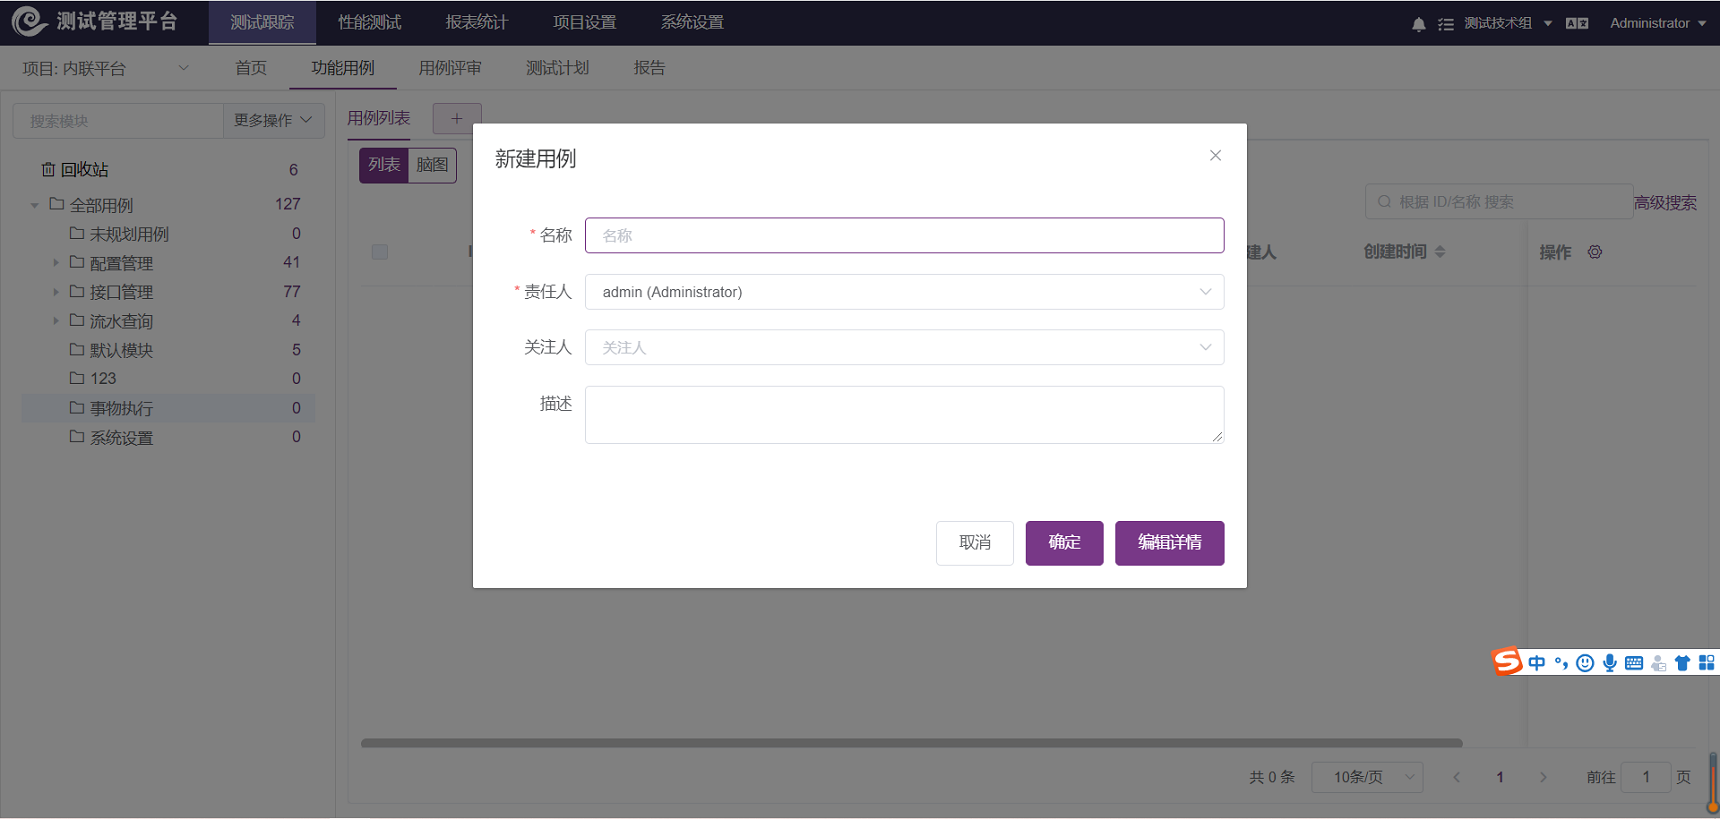 测试管理平台 测试跟踪 性能测试 报表统计 项目设置 系统设置 测试技术组 Administrator
项目: 内联平台 首页 功能用例 用例评审 测试计划 报告
搜索模块 更多操作
回收站 6
全部用例 127
未规划用例 0
配置管理 41
接口管理 77
流水查询 4
默认模块 5
123 0
事物执行 0
系统设置 0
用例列表 +
列表 脑图
根据 ID/名称 搜索 高级搜索
建人 创建时间 操作
新建用例
* 名称 名称
* 责任人 admin (Administrator)
关注人 关注人
描述
取消 确定 编辑详情
中
共 0 条 10条/页 1 前往 1 页